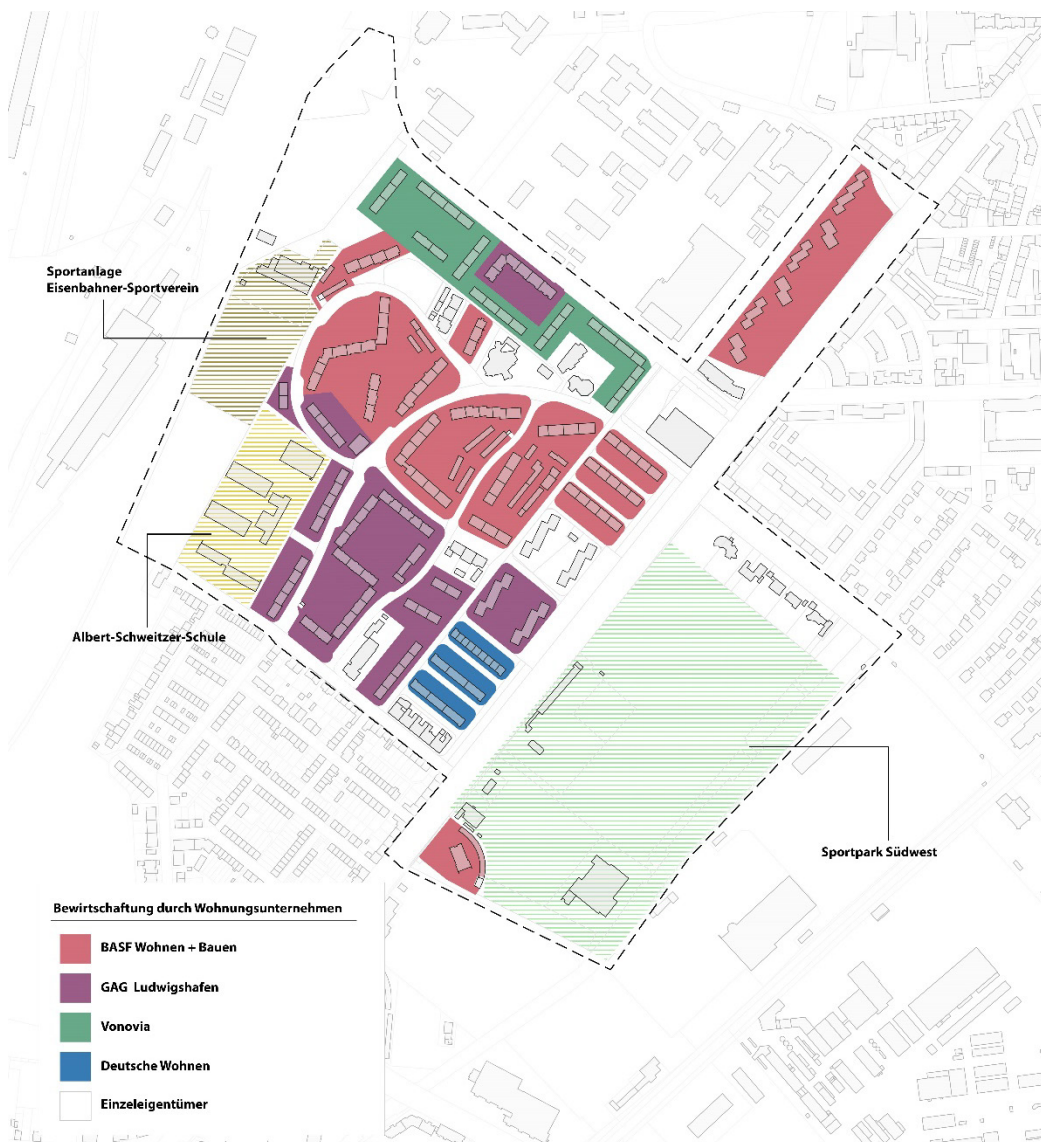 Sportanlage
Eisenbahner-Sportverein
Albert-Schweitzer-Schule
Sportpark Südwest
Bewirtschaftung durch Wohnungsunternehmen
BASF Wohnen + Bauen
GAG Ludwigshafen
Vonovia
Deutsche Wohnen
Einzeleigentümer